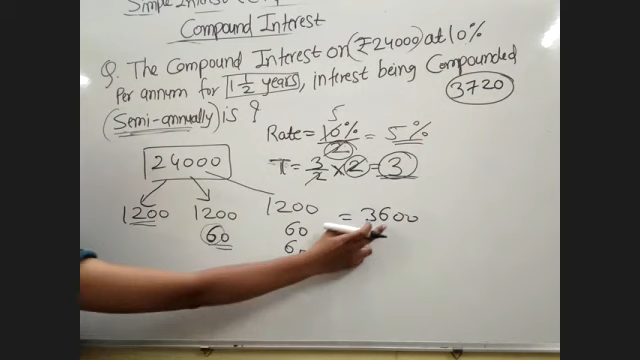 Simple Interest
Compound Interest
Q. The Compound Interest on (₹24000) at 10%
Per annum for 1 1/2 years, interest being Compounded
(Semi-annually) is ?
3720
5
Rate = 10%/2 = 5%
T = 3/2 × 2 = 3
24000
1200 1200 1200 = 3600
60 60